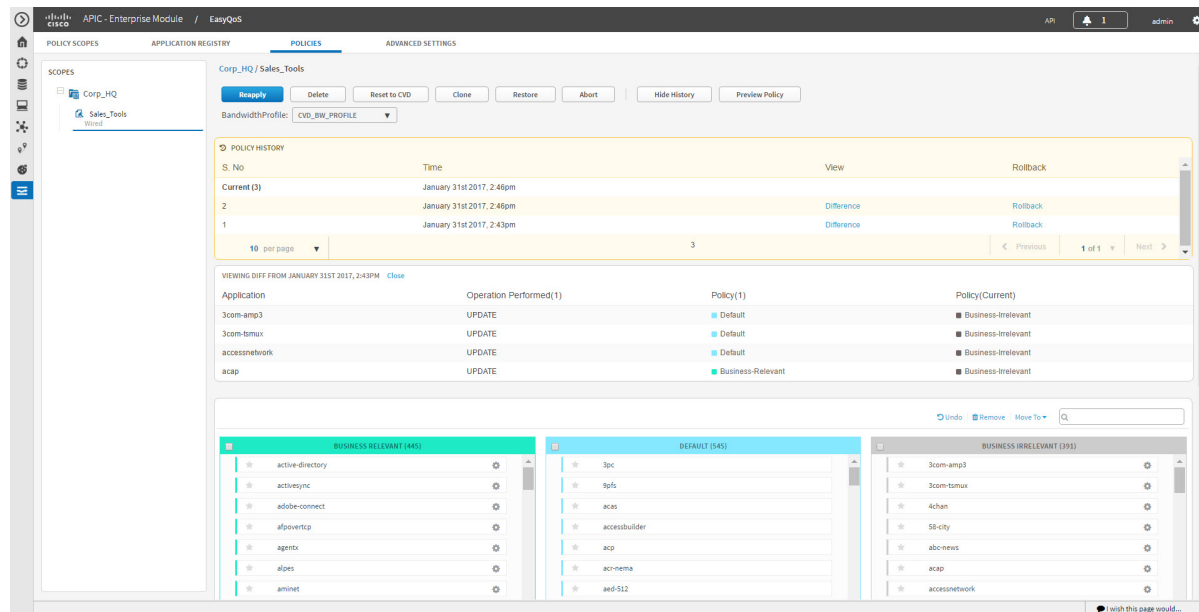 cisco APIC - Enterprise Module / EasyQoS API 1 admin
POLICY SCOPES APPLICATION REGISTRY POLICIES ADVANCED SETTINGS
SCOPES
Corp_HQ
Sales_Tools
Wired
Corp_HQ / Sales_Tools
Reapply Delete Reset to CVD Clone Restore Abort Hide History Preview Policy
BandwidthProfile: CVD_BW_PROFILE
POLICY HISTORY
S. No Time View Rollback
Current (3) January 31st 2017, 2:46pm
2 January 31st 2017, 2:46pm Difference Rollback
1 January 31st 2017, 2:43pm Difference Rollback
10 per page 3 Previous 1 of 1 Next
VIEWING DIFF FROM JANUARY 31ST 2017, 2:43PM Close
Application Operation Performed(1) Policy(1) Policy(Current)
3com-amp3 UPDATE Default Business-Irrelevant
3com-tsmux UPDATE Default Business-Irrelevant
accessnetwork UPDATE Default Business-Irrelevant
acap UPDATE Business-Relevant Business-Irrelevant
Undo Remove Move To
BUSINESS RELEVANT (445) DEFAULT (545) BUSINESS IRRELEVANT (391)
active-directory 3pc 3com-amp3
activesync 9pfs 3com-tsmux
adobe-connect acas 4chan
afpovertcp accessbuilder 58-city
agentx acp abc-news
alpes acr-nema acap
aminet aed-512 accessnetwork
I wish this page would...